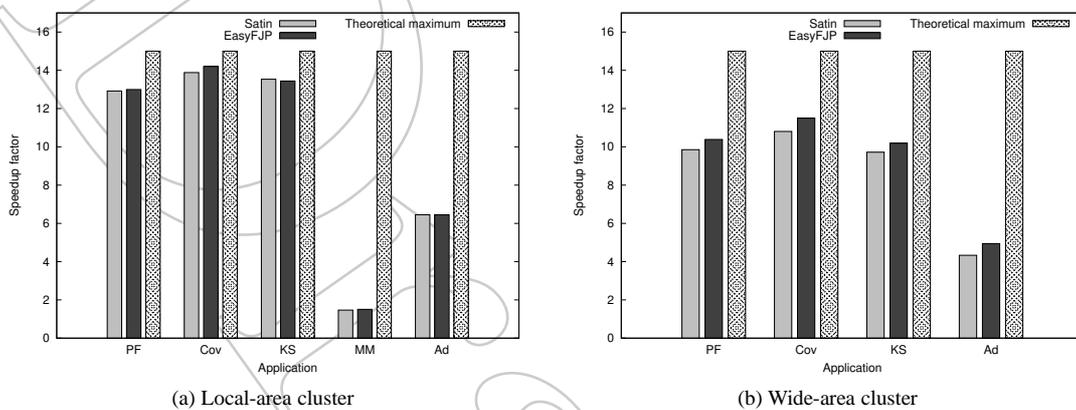 Satin
EasyFJP
Theoretical maximum
16
14
12
10
8
6
4
2
0
Speedup factor
PF Cov KS MM Ad
Application
(a) Local-area cluster
Satin
EasyFJP
Theoretical maximum
16
14
12
10
8
6
4
2
0
Speedup factor
PF Cov KS Ad
Application
(b) Wide-area cluster